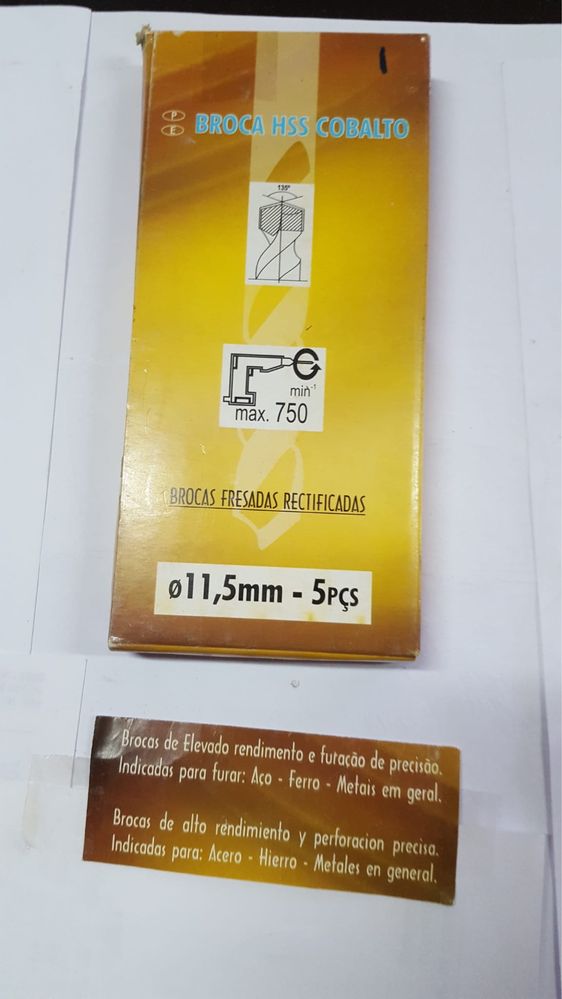 1
P
E
BROCA HSS COBALTO
135º
min⁻¹
max. 750
BROCAS FRESADAS RECTIFICADAS
ø11,5mm - 5PÇS
Brocas de Elevado rendimento e furação de precisão.
Indicadas para furar: Aço - Ferro - Metais em geral.
Brocas de alto rendimiento y perforacion precisa.
Indicadas para: Acero - Hierro - Metales en general.